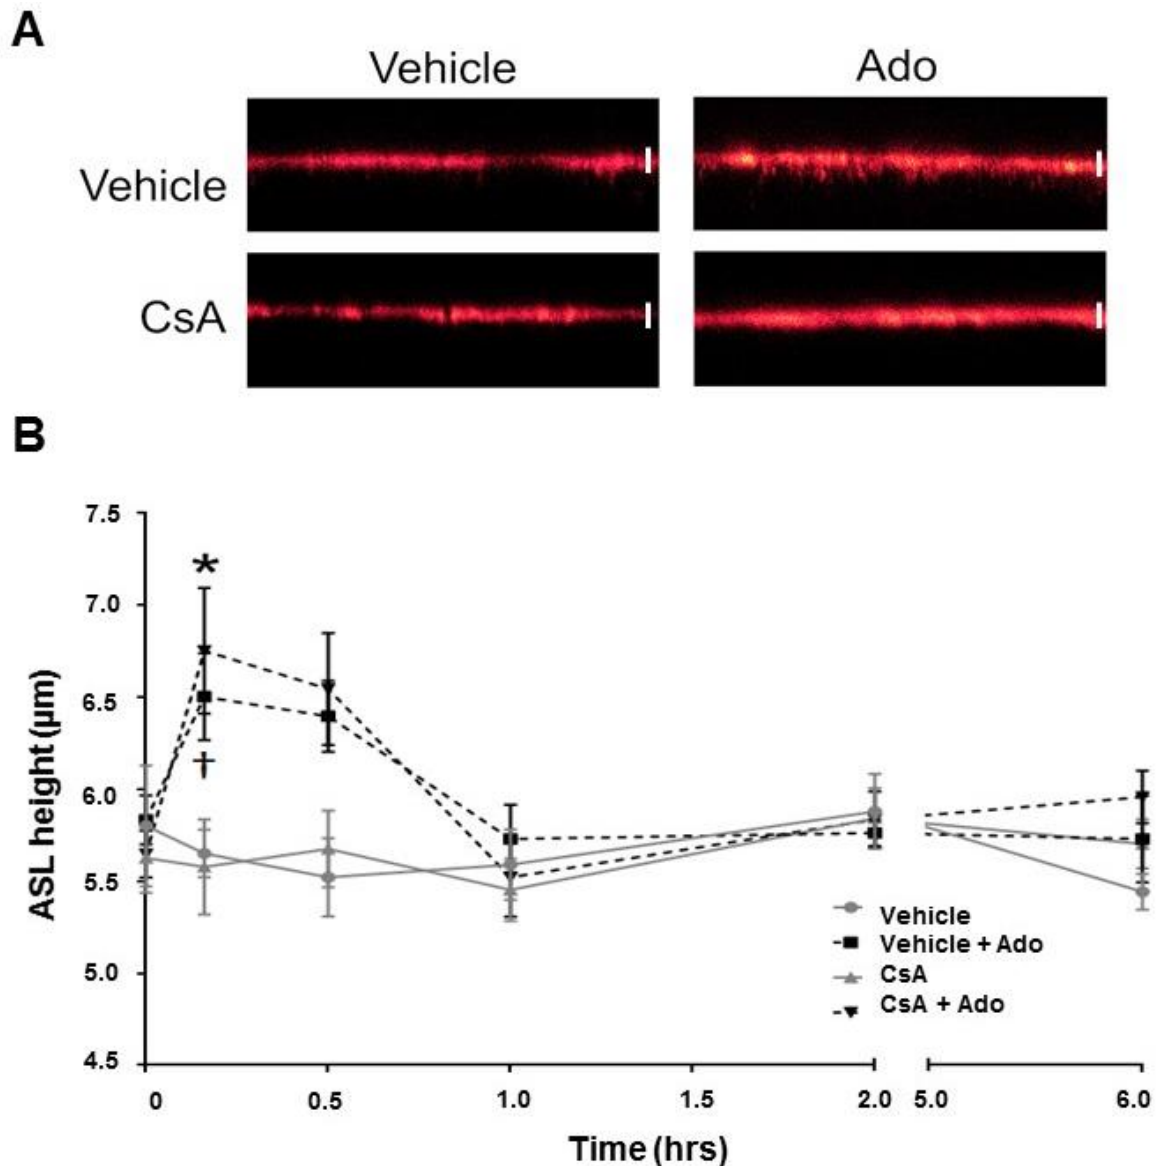 A
Vehicle Ado
Vehicle
CsA
B
7.5
7.0
6.5
6.0
5.5
5.0
4.5
ASL height (µm)
*
†
Vehicle
Vehicle + Ado
CsA
CsA + Ado
0 0.5 1.0 1.5 2.0 5.0 6.0
Time (hrs)